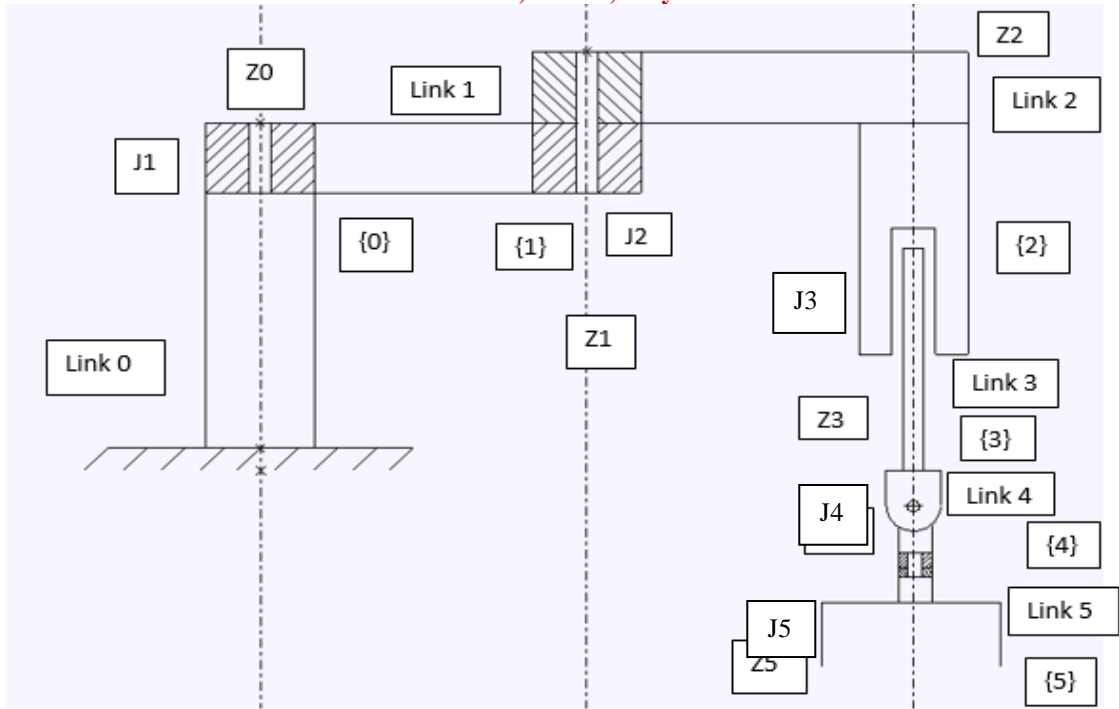 Z0
Z2
Link 1
Link 2
J1
{0}
{1}
J2
{2}
J3
Z1
Link 0
Link 3
Z3
{3}
Link 4
J4
{4}
Link 5
J5
Z5
{5}